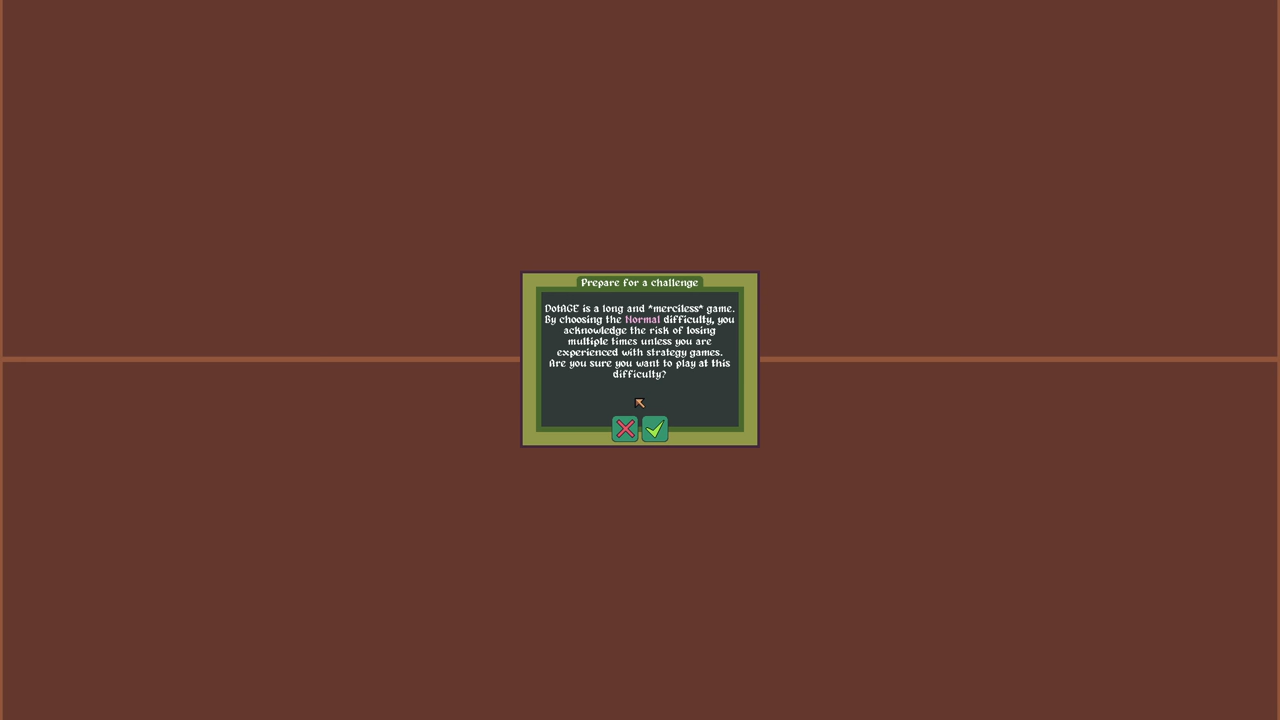 Prepare for a challenge
DotAGE is a long and *merciless* game.
By choosing the Normal difficulty, you
acknowledge the risk of losing
multiple times unless you are
experienced with strategy games.
Are you sure you want to play at this
difficulty?